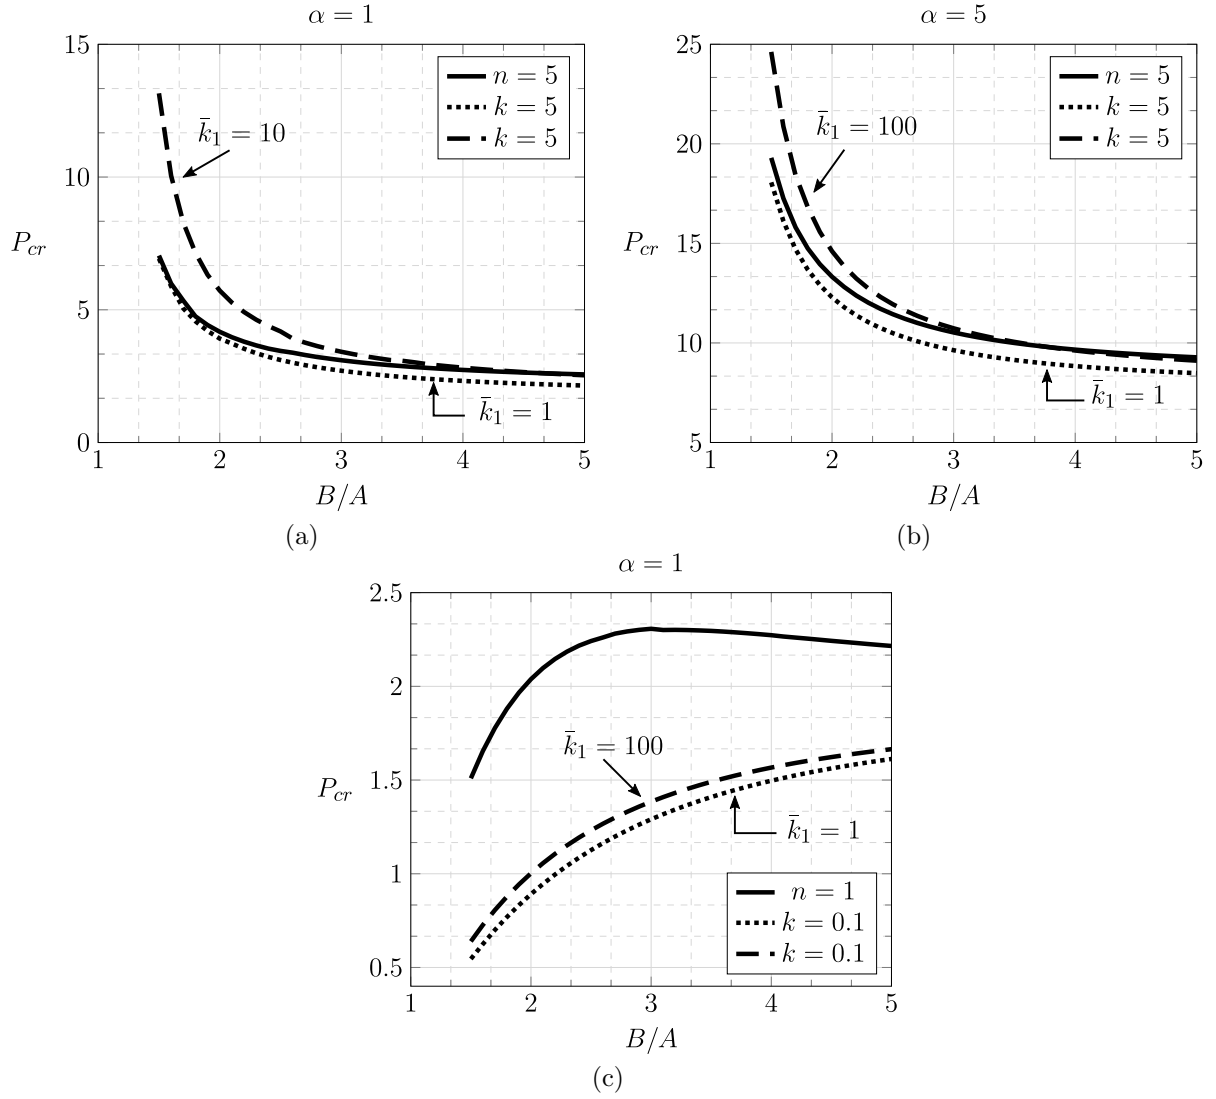 α = 1
15
10
5
0
P_cr
n = 5
k = 5
k = 5
k̄₁ = 10
k̄₁ = 1
1 2 3 4 5
B/A
(a)
α = 5
25
20
15
10
5
P_cr
n = 5
k = 5
k = 5
k̄₁ = 100
k̄₁ = 1
1 2 3 4 5
B/A
(b)
α = 1
2.5
2
1.5
1
0.5
P_cr
k̄₁ = 100
k̄₁ = 1
n = 1
k = 0.1
k = 0.1
1 2 3 4 5
B/A
(c)